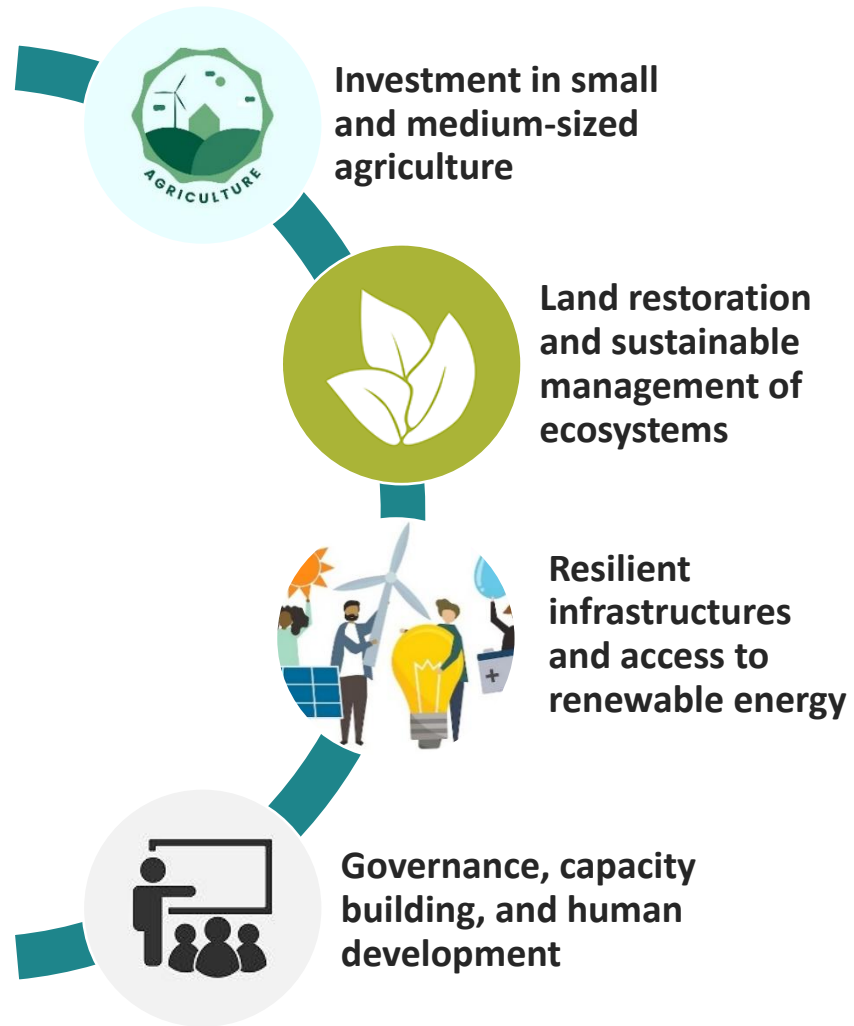 AGRICULTURE
Investment in small
and medium-sized
agriculture
Land restoration
and sustainable
management of
ecosystems
Resilient
infrastructures
and access to
renewable energy
Governance, capacity
building, and human
development